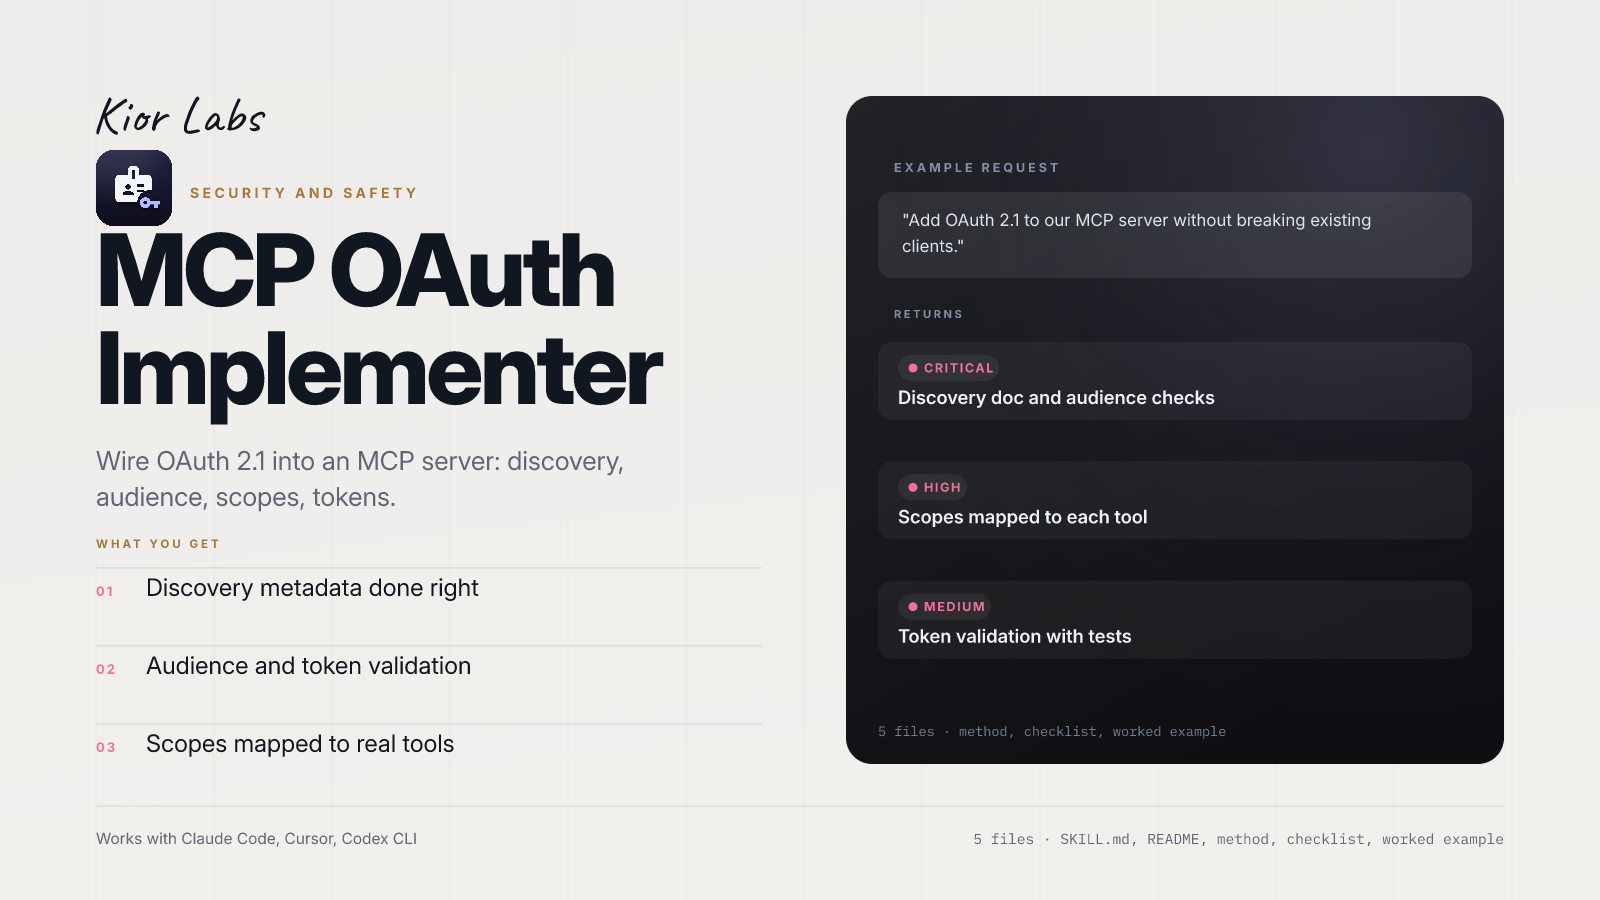 Kior Labs
SECURITY AND SAFETY
MCP OAuth
Implementer
Wire OAuth 2.1 into an MCP server: discovery,
audience, scopes, tokens.
WHAT YOU GET
01 Discovery metadata done right
02 Audience and token validation
03 Scopes mapped to real tools
EXAMPLE REQUEST
"Add OAuth 2.1 to our MCP server without breaking existing
clients."
RETURNS
CRITICAL
Discovery doc and audience checks
HIGH
Scopes mapped to each tool
MEDIUM
Token validation with tests
5 files · method, checklist, worked example
Works with Claude Code, Cursor, Codex CLI
5 files · SKILL.md, README, method, checklist, worked example